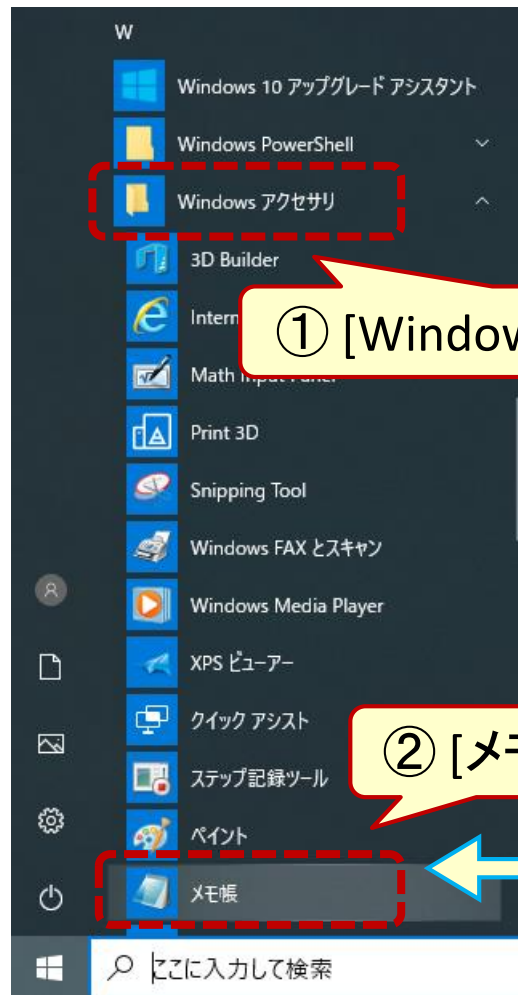 W
Windows 10 アップグレード アシスタント
Windows PowerShell
Windows アクセサリ
3D Builder
Intern
① [Window
Math Input Panel
Print 3D
Snipping Tool
Windows FAX とスキャン
Windows Media Player
XPS ビューアー
クイック アシスト
② [メモ
ステップ記録ツール
ペイント
メモ帳
ここに入力して検索